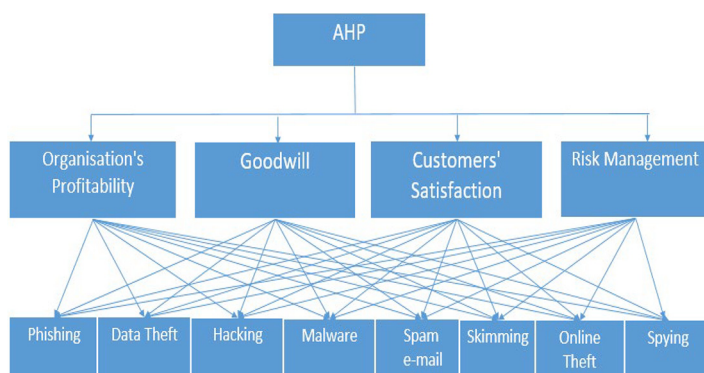 AHP
Organisation's
Profitability
Goodwill
Customers'
Satisfaction
Risk Management
Phishing
Data Theft
Hacking
Malware
Spam
e-mail
Skimming
Online
Theft
Spying